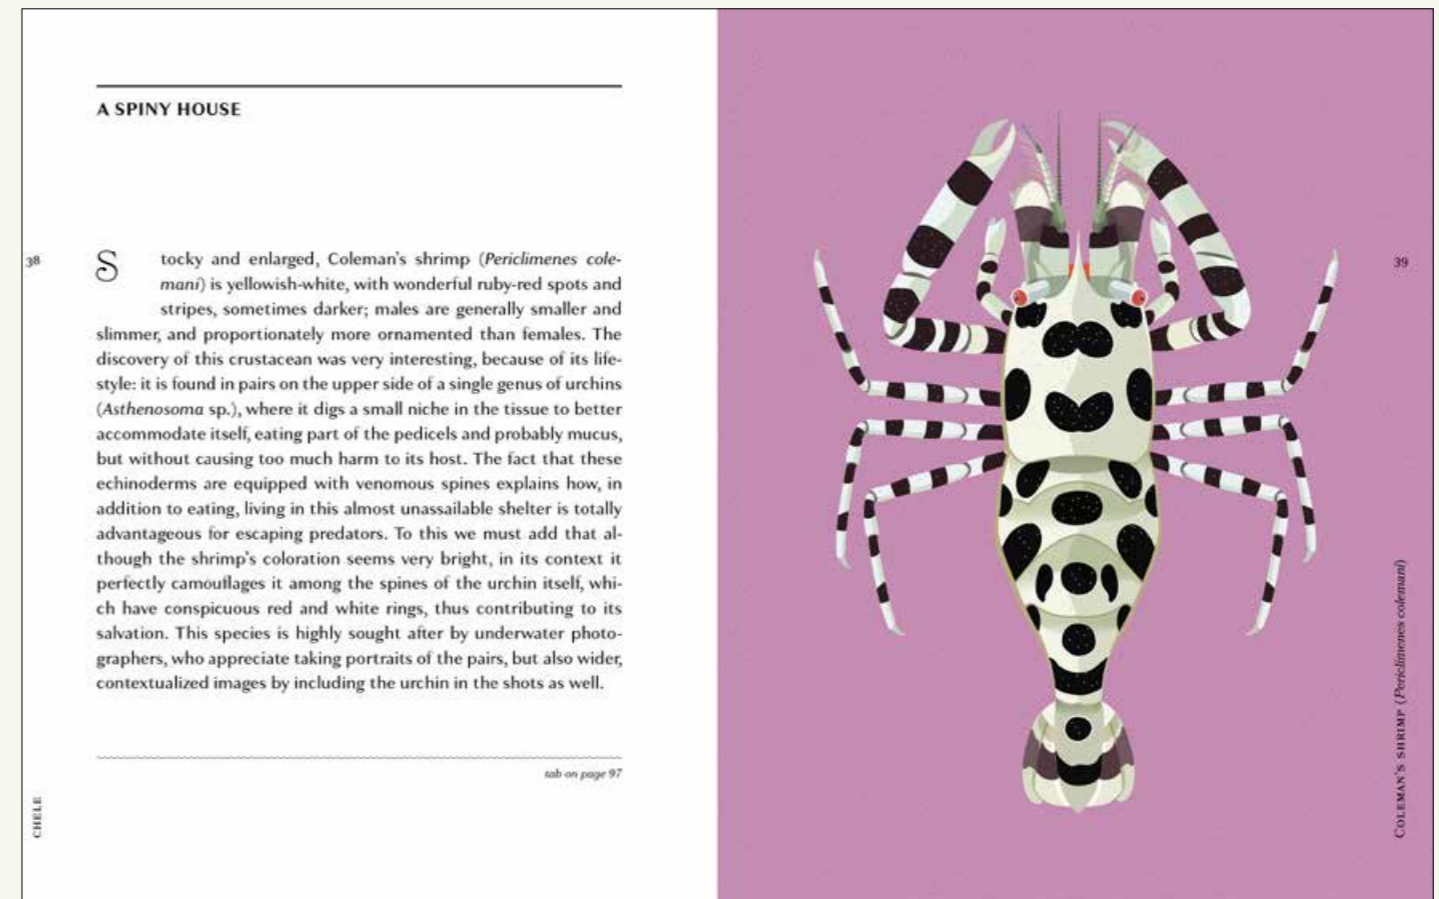 A SPINY HOUSE
38
Stocky and enlarged, Coleman's shrimp (Periclimenes cole-
mani) is yellowish-white, with wonderful ruby-red spots and
stripes, sometimes darker; males are generally smaller and
slimmer, and proportionately more ornamented than females. The
discovery of this crustacean was very interesting, because of its life-
style: it is found in pairs on the upper side of a single genus of urchins
(Asthenosoma sp.), where it digs a small niche in the tissue to better
accommodate itself, eating part of the pedicels and probably mucus,
but without causing too much harm to its host. The fact that these
echinoderms are equipped with venomous spines explains how, in
addition to eating, living in this almost unassailable shelter is totally
advantageous for escaping predators. To this we must add that al-
though the shrimp's coloration seems very bright, in its context it
perfectly camouflages it among the spines of the urchin itself, whi-
ch have conspicuous red and white rings, thus contributing to its
salvation. This species is highly sought after by underwater photo-
graphers, who appreciate taking portraits of the pairs, but also wider,
contextualized images by including the urchin in the shots as well.
tab on page 97
CHELE
39
COLEMAN'S SHRIMP (Periclimenes colemani)